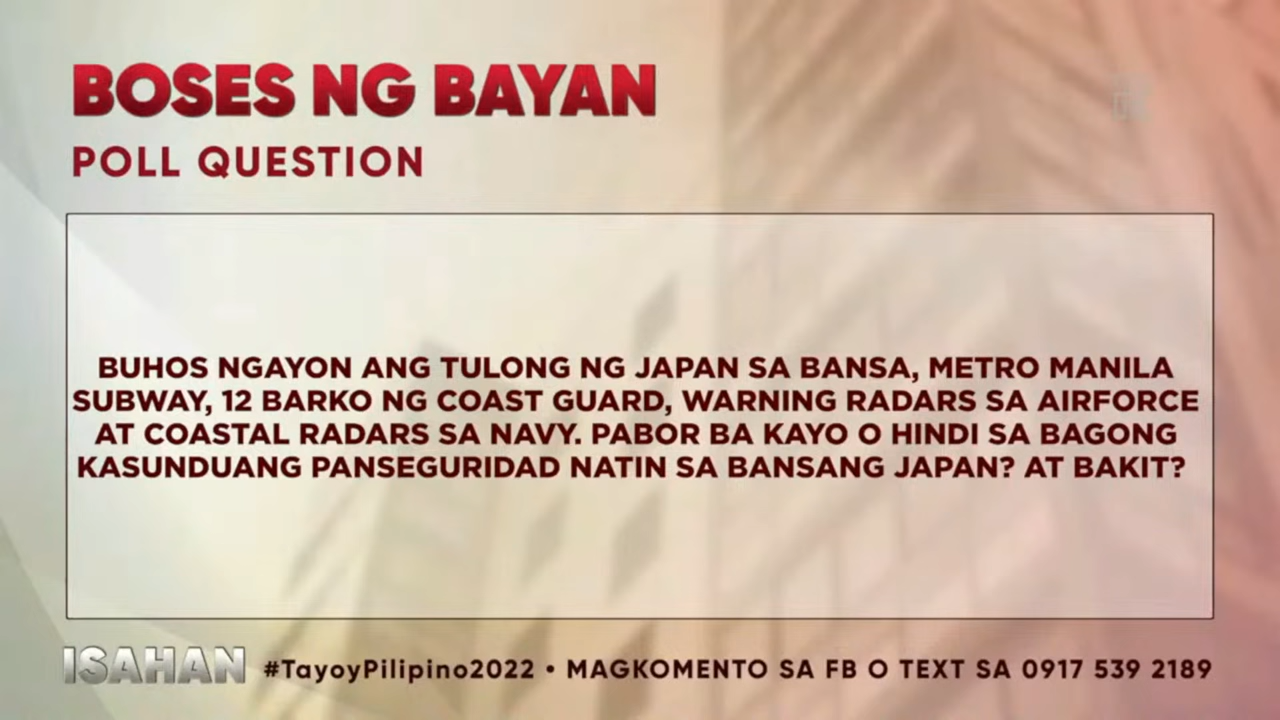 BOSES NG BAYAN
POLL QUESTION
BUHOS NGAYON ANG TULONG NG JAPAN SA BANSA, METRO MANILA
SUBWAY, 12 BARKO NG COAST GUARD, WARNING RADARS SA AIRFORCE
AT COASTAL RADARS SA NAVY. PABOR BA KAYO O HINDI SA BAGONG
KASUNDUANG PANSEGURIDAD NATIN SA BANSANG JAPAN? AT BAKIT?
ISAHAN #TayoyPilipino2022 • MAGKOMENTO SA FB O TEXT SA 0917 539 2189